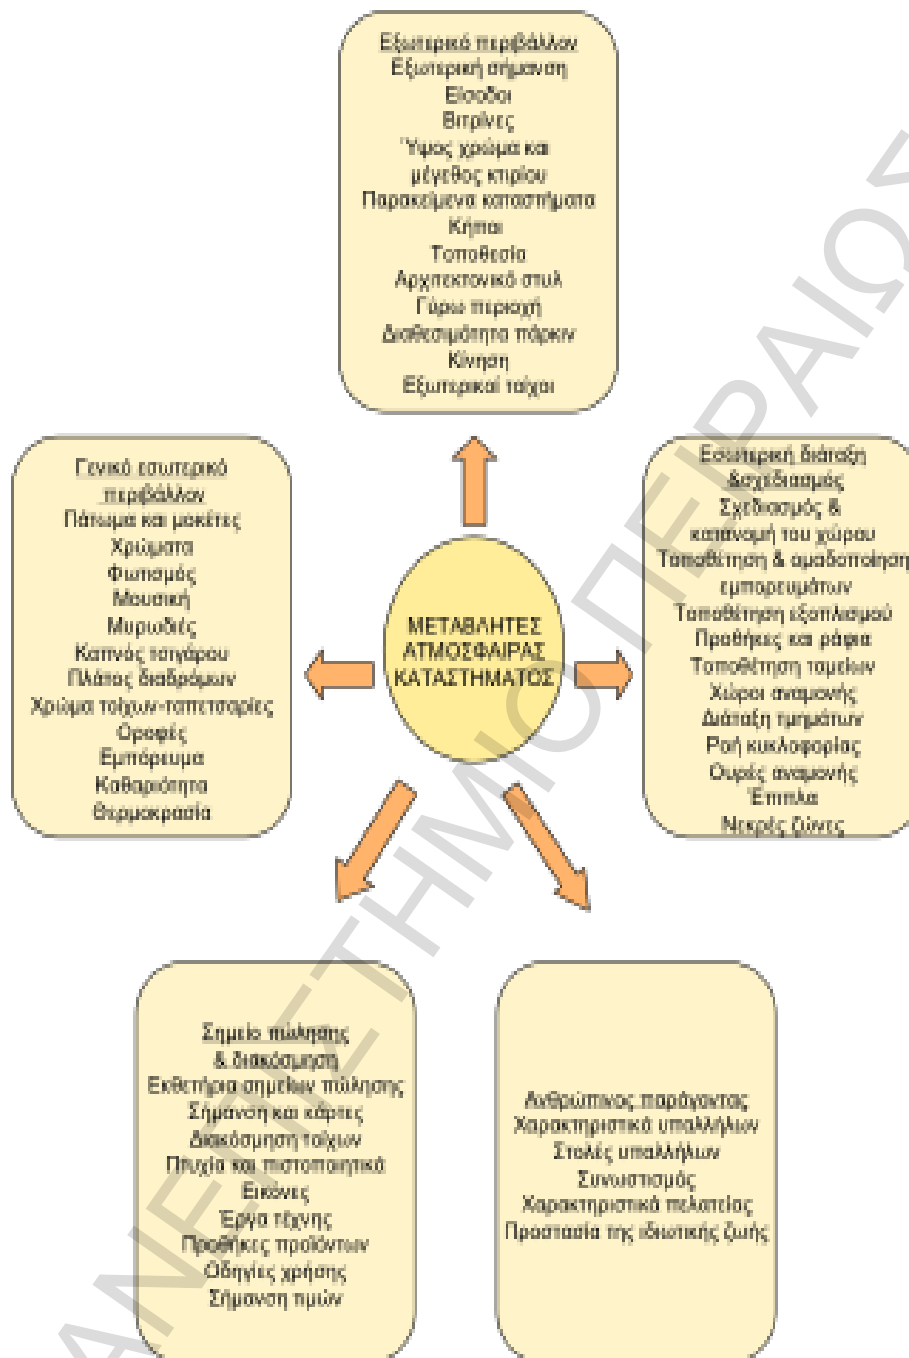 Εξωτερικό περιβάλλον
Εξωτερική σήμανση
Είσοδοι
Βιτρίνες
Ύψος χρώμα και
μέγεθος κτιρίου
Παρακείμενα καταστήματα
Κήποι
Τοποθεσία
Αρχιτεκτονικό στυλ
Γύρω περιοχή
Διαθεσιμότητα πάρκιν
Κίνηση
Εξωτερικοί τοίχοι
Γενικό εσωτερικό
περιβάλλον
Πάτωμα και μοκέτες
Χρώματα
Φωτισμός
Μουσική
Μυρωδιές
Καπνός τσιγάρου
Πλάτος διαδρόμων
Χρώμα τοίχων-ταπετσαρίες
Οροφές
Εμπόρευμα
Καθαριότητα
Θερμοκρασία
ΜΕΤΑΒΛΗΤΕΣ
ΑΤΜΟΣΦΑΙΡΑΣ
ΚΑΤΑΣΤΗΜΑΤΟΣ
Εσωτερική διάταξη
&σχεδιασμός
Σχεδιασμός &
κατανομή του χώρου
Τοποθέτηση & ομαδοποίηση
εμπορευμάτων
Τοποθέτηση εξοπλισμού
Προθήκες και ράφια
Τοποθέτηση ταμείων
Χώροι αναμονής
Διάταξη τμημάτων
Ροή κυκλοφορίας
Ουρές αναμονής
Έπιπλα
Νεκρές ζώνες
Σημείο πώλησης
& διακόσμηση
Εκθετήρια σημείων πώλησης
Σήμανση και κάρτες
Διακόσμηση τοίχων
Πτυχία και πιστοποιητικά
Εικόνες
Έργα τέχνης
Προθήκες προϊόντων
Οδηγίες χρήσης
Σήμανση τιμών
Ανθρώπινος παράγοντας
Χαρακτηριστικά υπαλλήλων
Στολές υπαλλήλων
Συνωστισμός
Χαρακτηριστικά πελατείας
Προστασία της ιδιωτικής ζωής
ΑΝΕΠΙΣΤΗΜΙΟ ΠΕΙΡΑΙΩΣ